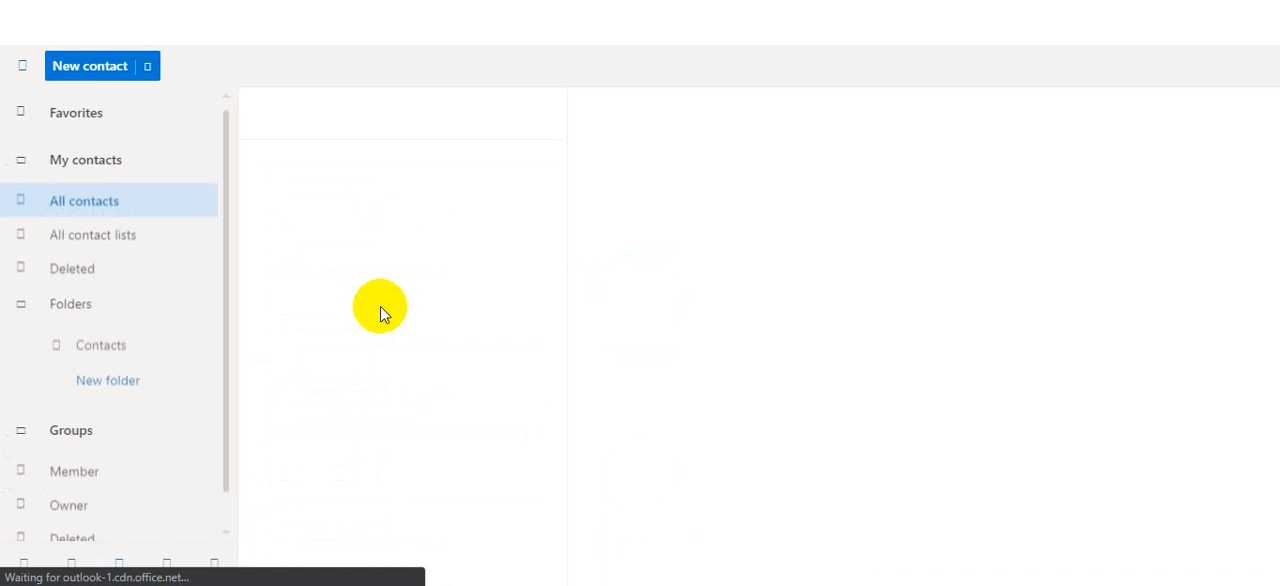 New contact
Favorites
My contacts
All contacts
All contact lists
Deleted
Folders
Contacts
New folder
Groups
Member
Owner
Deleted
Waiting for outlook-1.cdn.office.net...